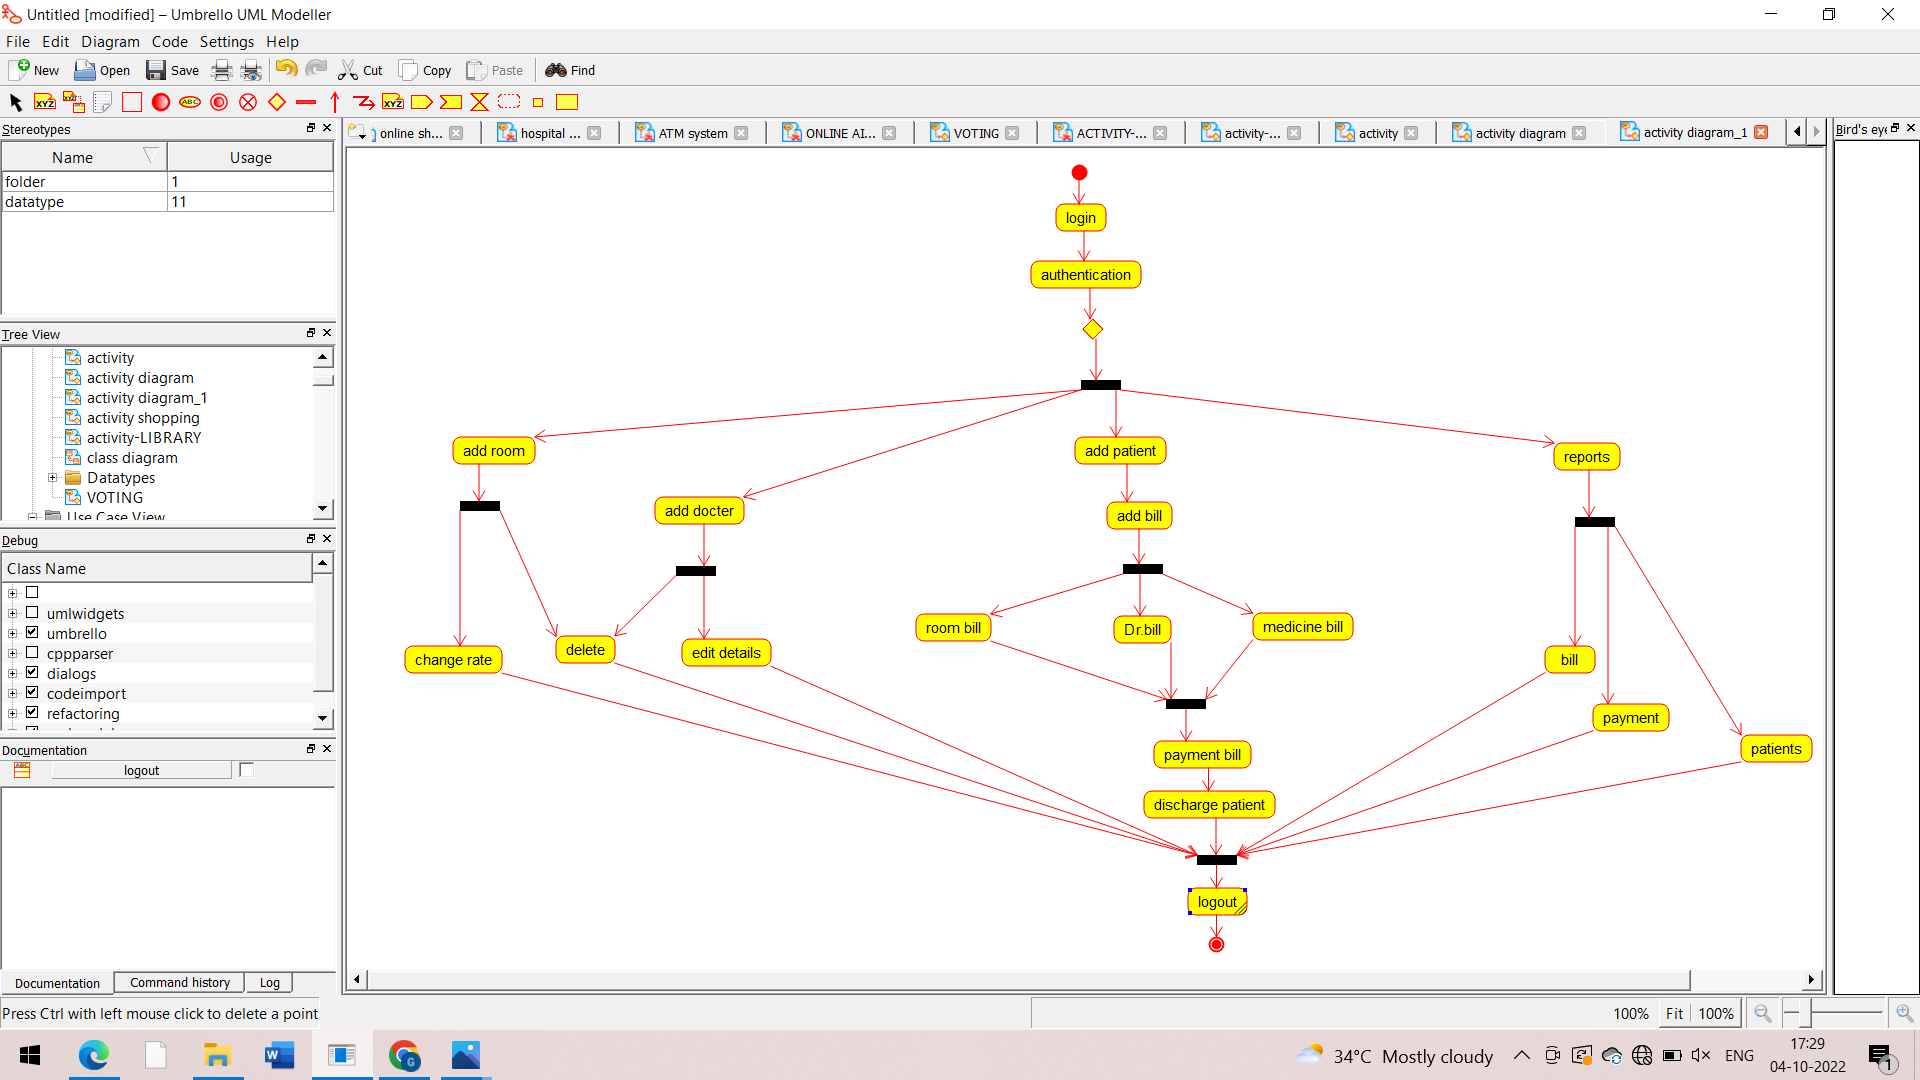 Untitled [modified] – Umbrello UML Modeller
File Edit Diagram Code Settings Help
New Open Save Cut Copy Paste Find
XYZ XYZ ABC XYZ
Stereotypes
Name Usage
folder 1
datatype 11
Tree View
activity
activity diagram
activity diagram_1
activity shopping
activity-LIBRARY
class diagram
Datatypes
VOTING
Use Case View
Debug
Class Name
umlwidgets
umbrello
cppparser
dialogs
codeimport
refactoring
Documentation
logout
Documentation Command history Log
Press Ctrl with left mouse click to delete a point
online sh... hospital ... ATM system ONLINE AI... VOTING ACTIVITY-... activity-... activity activity diagram activity diagram_1
Bird's eye
login
authentication
add room
add docter
add patient
reports
add bill
change rate
delete
edit details
room bill
Dr.bill
medicine bill
bill
payment
patients
payment bill
discharge patient
logout
100% Fit 100%
34°C Mostly cloudy
ENG
17:29
04-10-2022
1